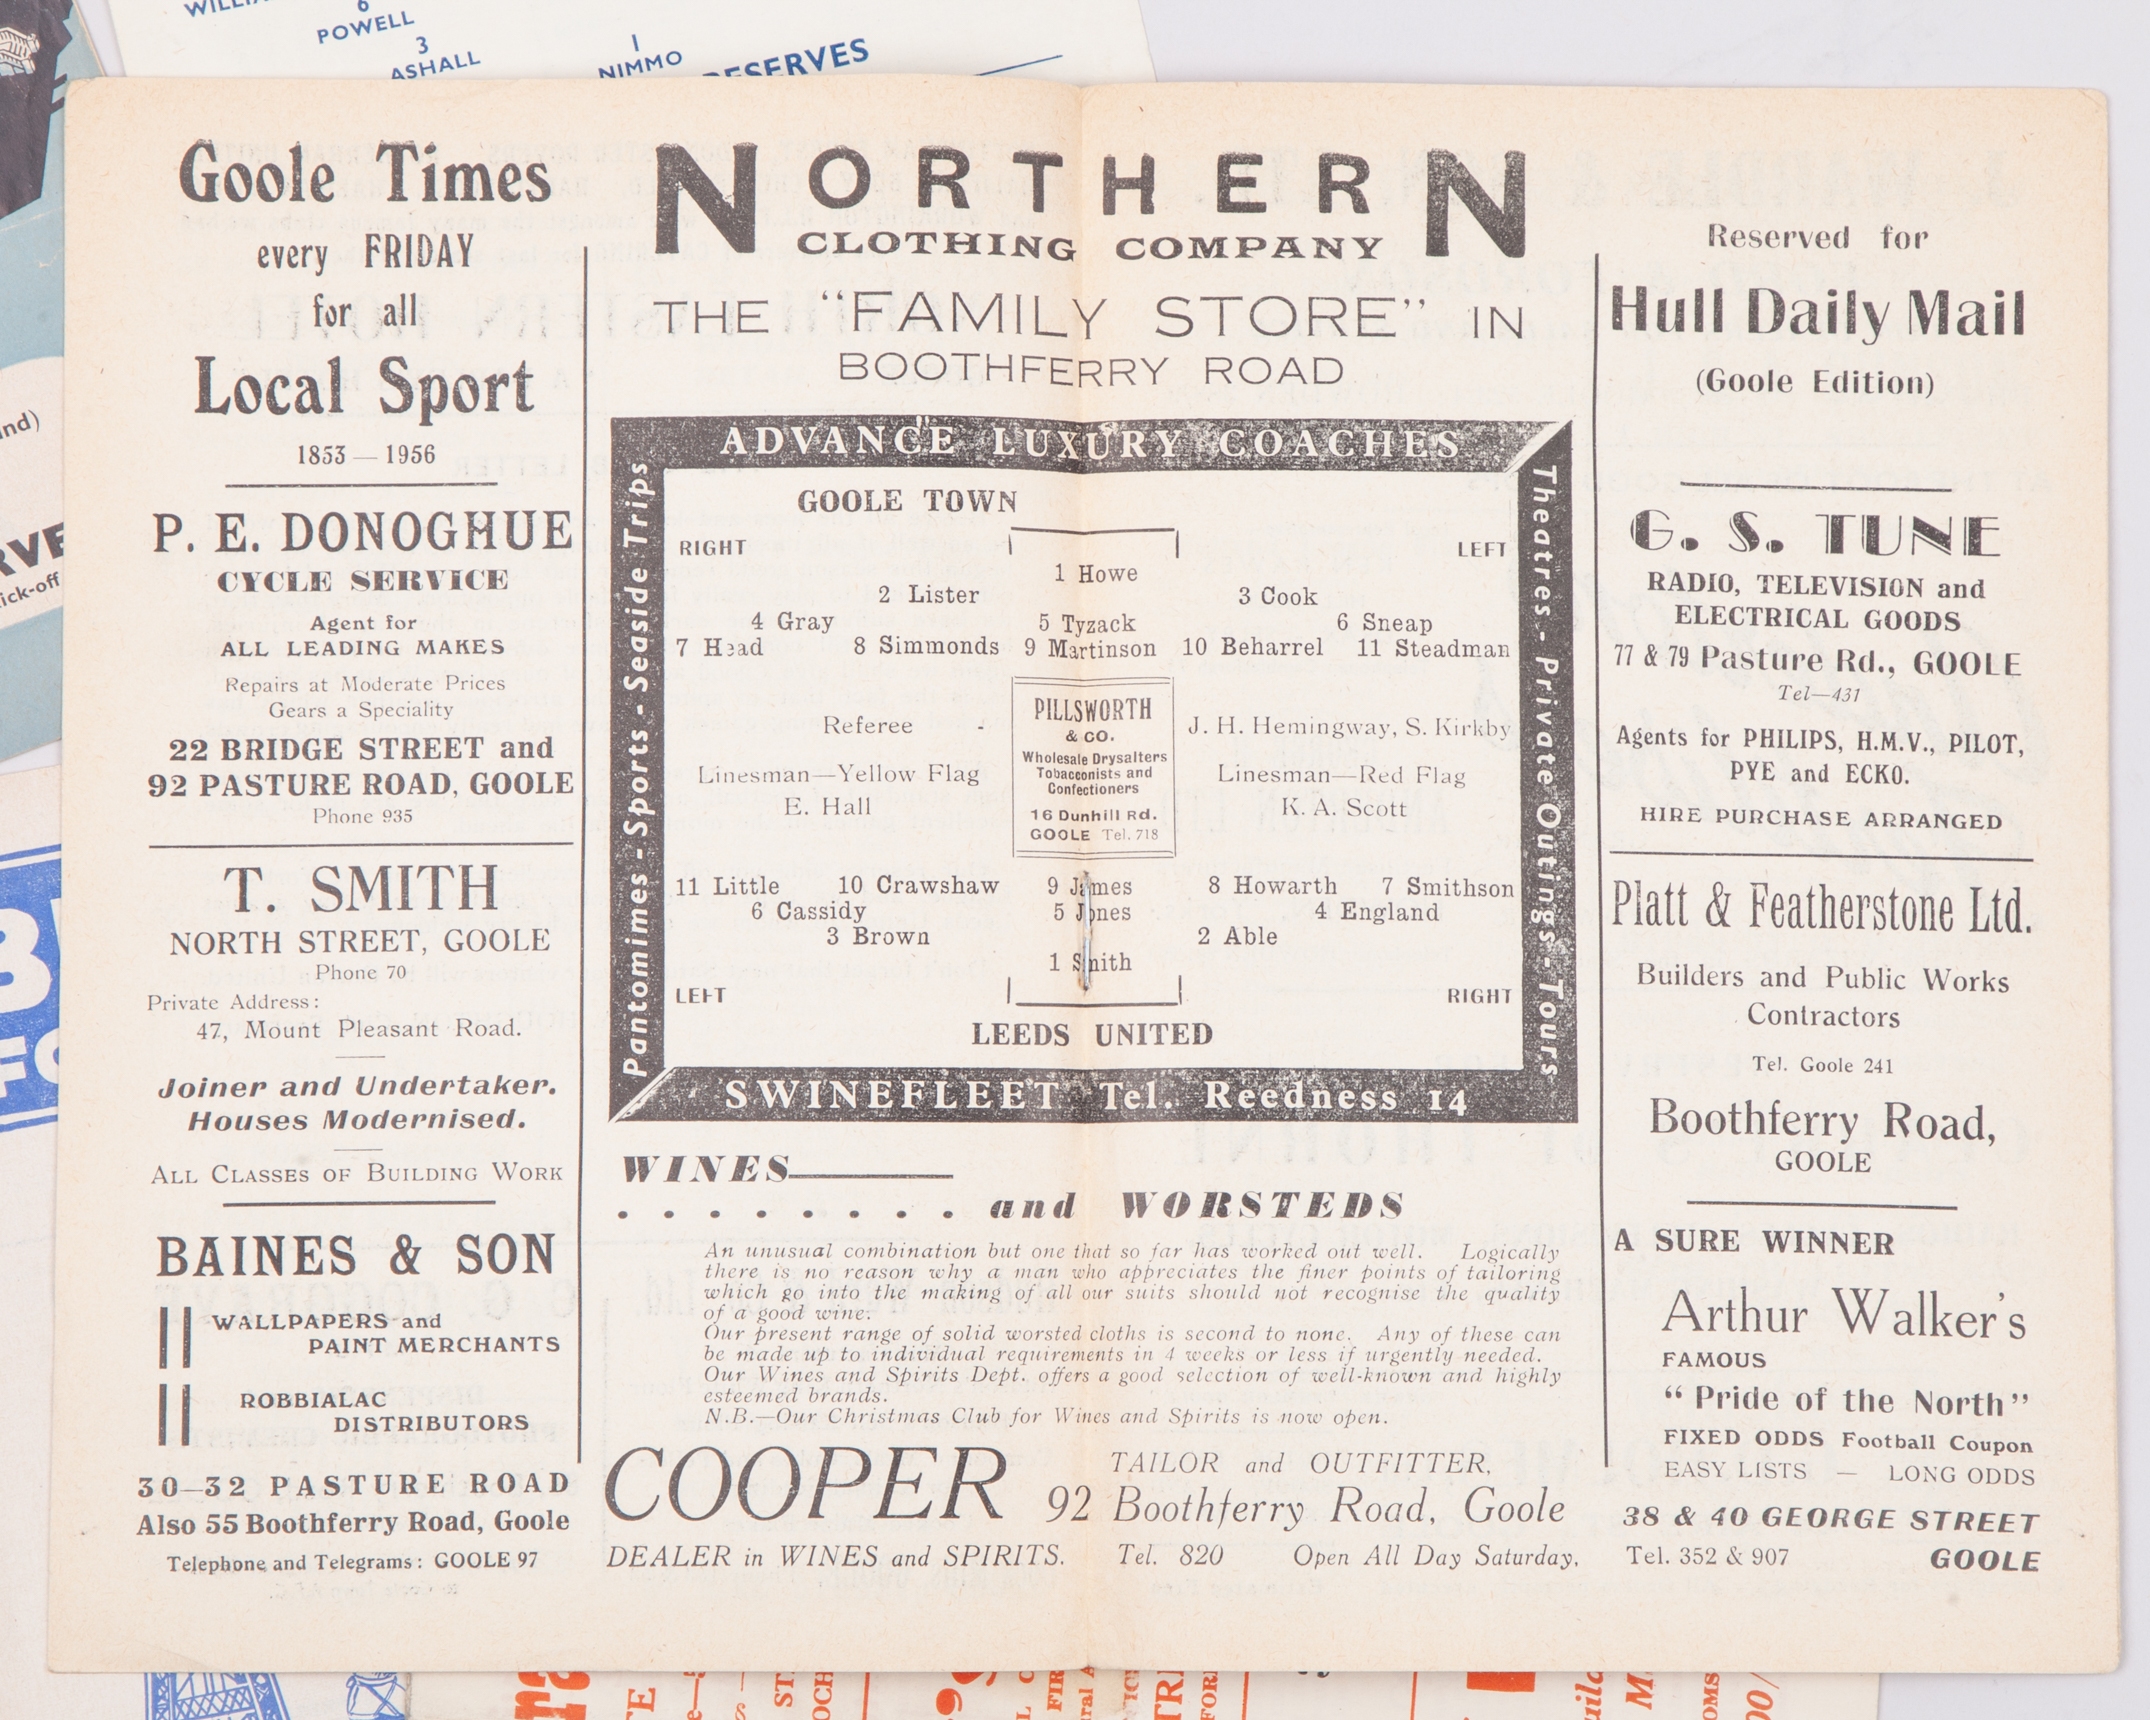 POWELL
3
1
ASHALL
NIMMO
RESERVES
Goole Times
every FRIDAY
for all
Local Sport
1853 — 1956
P. E. DONOGHUE
CYCLE SERVICE
Agent for
ALL LEADING MAKES
Repairs at Moderate Prices
Gears a Speciality
22 BRIDGE STREET and
92 PASTURE ROAD, GOOLE
Phone 935
T. SMITH
NORTH STREET, GOOLE
Phone 70
Private Address:
47, Mount Pleasant Road.
Joiner and Undertaker.
Houses Modernised.
ALL CLASSES OF BUILDING WORK
BAINES & SON
WALLPAPERS and
PAINT MERCHANTS
ROBBIALAC
DISTRIBUTORS
30–32 PASTURE ROAD
Also 55 Boothferry Road, Goole
Telephone and Telegrams: GOOLE 97
NORTHERN
CLOTHING COMPANY
THE "FAMILY STORE" IN
BOOTHFERRY ROAD
ADVANCE LUXURY COACHES
Pantomimes - Sports - Seaside Trips
Theatres - Private Outings - Tours
GOOLE TOWN
RIGHT LEFT
1 Howe
2 Lister 3 Cook
4 Gray 5 Tyzack 6 Sneap
7 Head 8 Simmonds 9 Martinson 10 Beharrel 11 Steadman
Referee - J. H. Hemingway, S. Kirkby
Linesman—Yellow Flag Linesman—Red Flag
E. Hall K. A. Scott
PILLSWORTH
& CO.
Wholesale Drysalters
Tobacconists and
Confectioners
16 Dunhill Rd.
GOOLE Tel. 718
11 Little 10 Crawshaw 9 James 8 Howarth 7 Smithson
6 Cassidy 5 Jones 4 England
3 Brown 2 Able
1 Smith
LEFT RIGHT
LEEDS UNITED
SWINEFLEET Tel. Reedness 14
WINES
. . . . . . . . and WORSTEDS
An unusual combination but one that so far has worked out well. Logically
there is no reason why a man who appreciates the finer points of tailoring
which go into the making of all our suits should not recognise the quality
of a good wine.
Our present range of solid worsted cloths is second to none. Any of these can
be made up to individual requirements in 4 weeks or less if urgently needed.
Our Wines and Spirits Dept. offers a good selection of well-known and highly
esteemed brands.
N.B.—Our Christmas Club for Wines and Spirits is now open.
COOPER
TAILOR and OUTFITTER,
92 Boothferry Road, Goole
DEALER in WINES and SPIRITS. Tel. 820 Open All Day Saturday,
Reserved for
Hull Daily Mail
(Goole Edition)
G. S. TUNE
RADIO, TELEVISION and
ELECTRICAL GOODS
77 & 79 Pasture Rd., GOOLE
Tel—431
Agents for PHILIPS, H.M.V., PILOT,
PYE and ECKO.
HIRE PURCHASE ARRANGED
Platt & Featherstone Ltd.
Builders and Public Works
Contractors
Tel. Goole 241
Boothferry Road,
GOOLE
A SURE WINNER
Arthur Walker's
FAMOUS
"Pride of the North"
FIXED ODDS Football Coupon
EASY LISTS — LONG ODDS
38 & 40 GEORGE STREET
Tel. 352 & 907 GOOLE